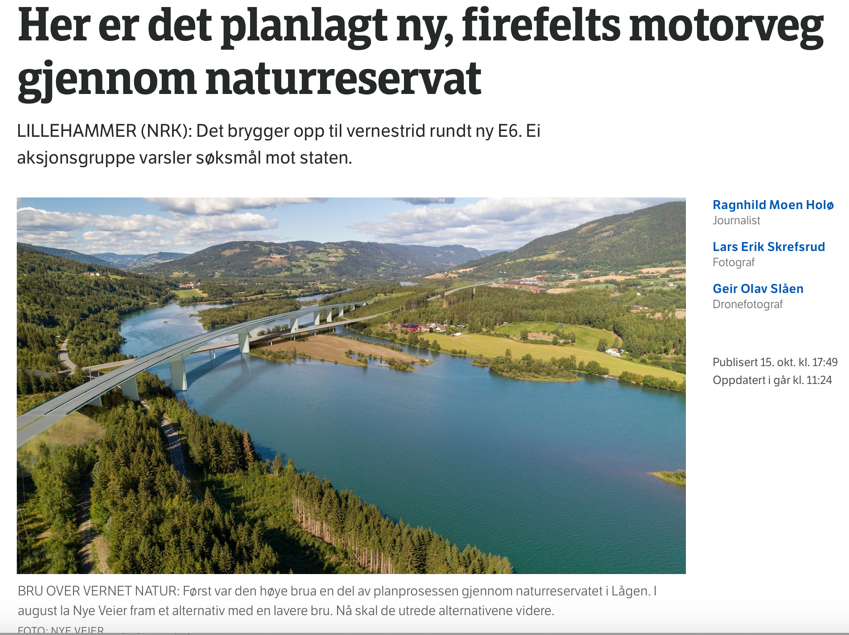 Her er det planlagt ny, firefelts motorveg
gjennom naturreservat
LILLEHAMMER (NRK): Det brygger opp til vernestrid rundt ny E6. Ei
aksjonsgruppe varsler søksmål mot staten.
Ragnhild Moen Holø
Journalist
Lars Erik Skrefsrud
Fotograf
Geir Olav Slåen
Dronefotograf
Publisert 15. okt. kl. 17:49
Oppdatert i går kl. 11:24
BRU OVER VERNET NATUR: Først var den høye brua en del av planprosessen gjennom naturreservatet i Lågen. I
august la Nye Veier fram et alternativ med en lavere bru. Nå skal de utrede alternativene videre.
FOTO: NYE VEIER